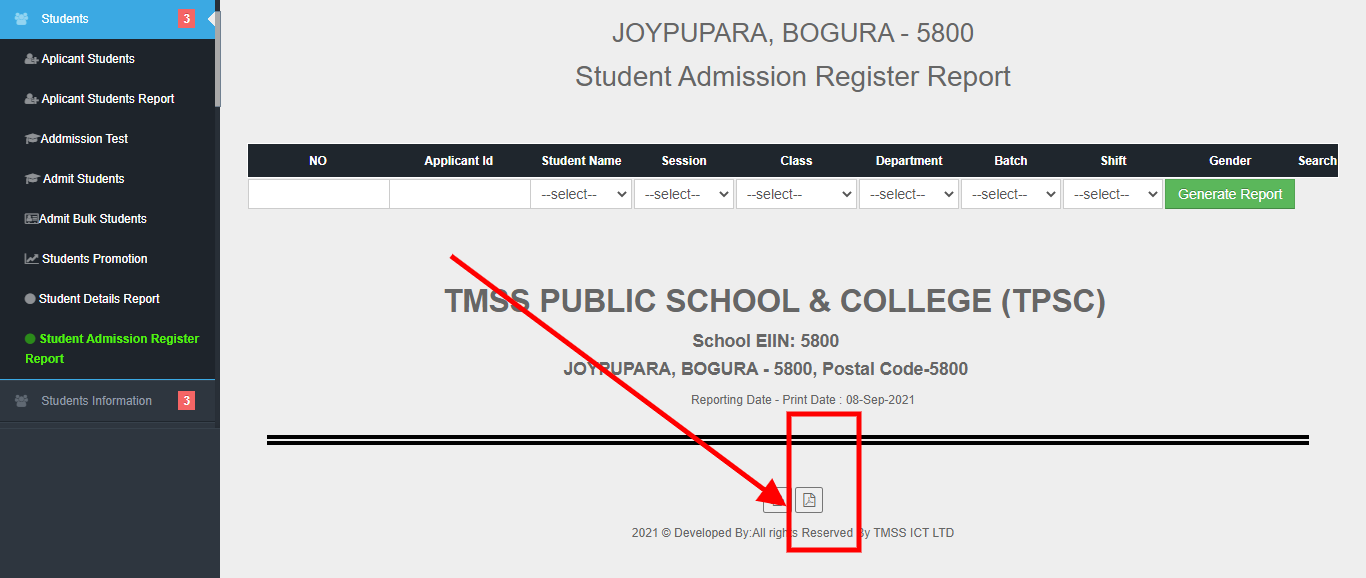 Students 3
Aplicant Students
Aplicant Students Report
Addmission Test
Admit Students
Admit Bulk Students
Students Promotion
Student Details Report
Student Admission Register
Report
Students Information 3
JOYPUPARA, BOGURA - 5800
Student Admission Register Report
NO Applicant Id Student Name Session Class Department Batch Shift Gender Search
--select-- --select-- --select-- --select-- --select-- --select-- Generate Report
TMSS PUBLIC SCHOOL & COLLEGE (TPSC)
School EIIN: 5800
JOYPUPARA, BOGURA - 5800, Postal Code-5800
Reporting Date - Print Date : 08-Sep-2021
2021 © Developed By:All rights Reserved By TMSS ICT LTD